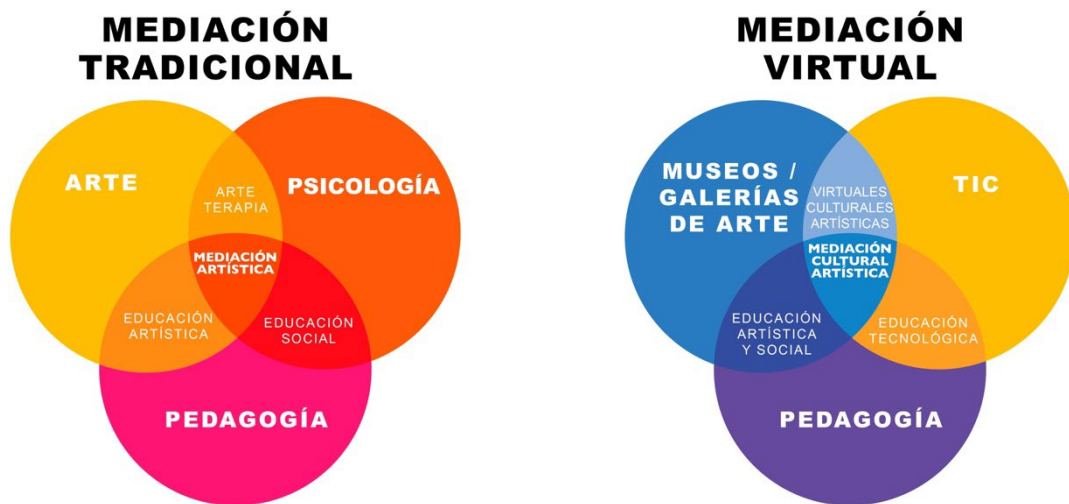 MEDIACIÓN
TRADICIONAL
ARTE
PSICOLOGÍA
ARTE
TERAPIA
MEDIACIÓN
ARTÍSTICA
EDUCACIÓN
ARTÍSTICA
EDUCACIÓN
SOCIAL
PEDAGOGÍA
MEDIACIÓN
VIRTUAL
MUSEOS /
GALERÍAS
DE ARTE
TIC
VIRTUALES
CULTURALES
ARTÍSTICAS
MEDIACIÓN
CULTURAL
ARTÍSTICA
EDUCACIÓN
ARTÍSTICA
Y SOCIAL
EDUCACIÓN
TECNOLÓGICA
PEDAGOGÍA